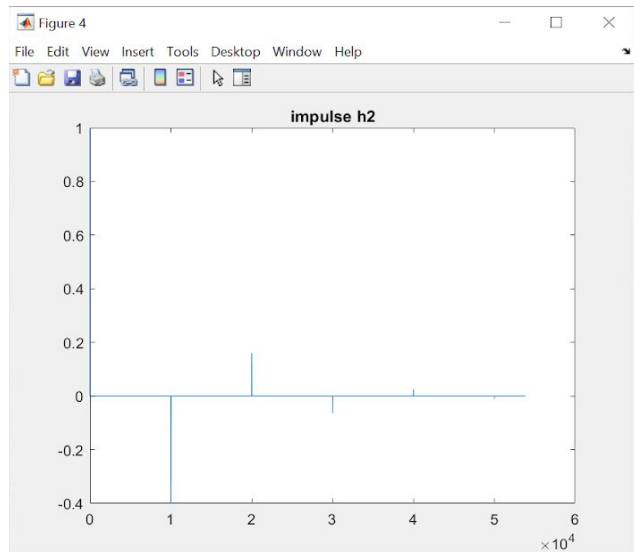 Figure 4
File Edit View Insert Tools Desktop Window Help
impulse h2
1
0.8
0.6
0.4
0.2
0
-0.2
-0.4
0 1 2 3 4 5 6
×10^4